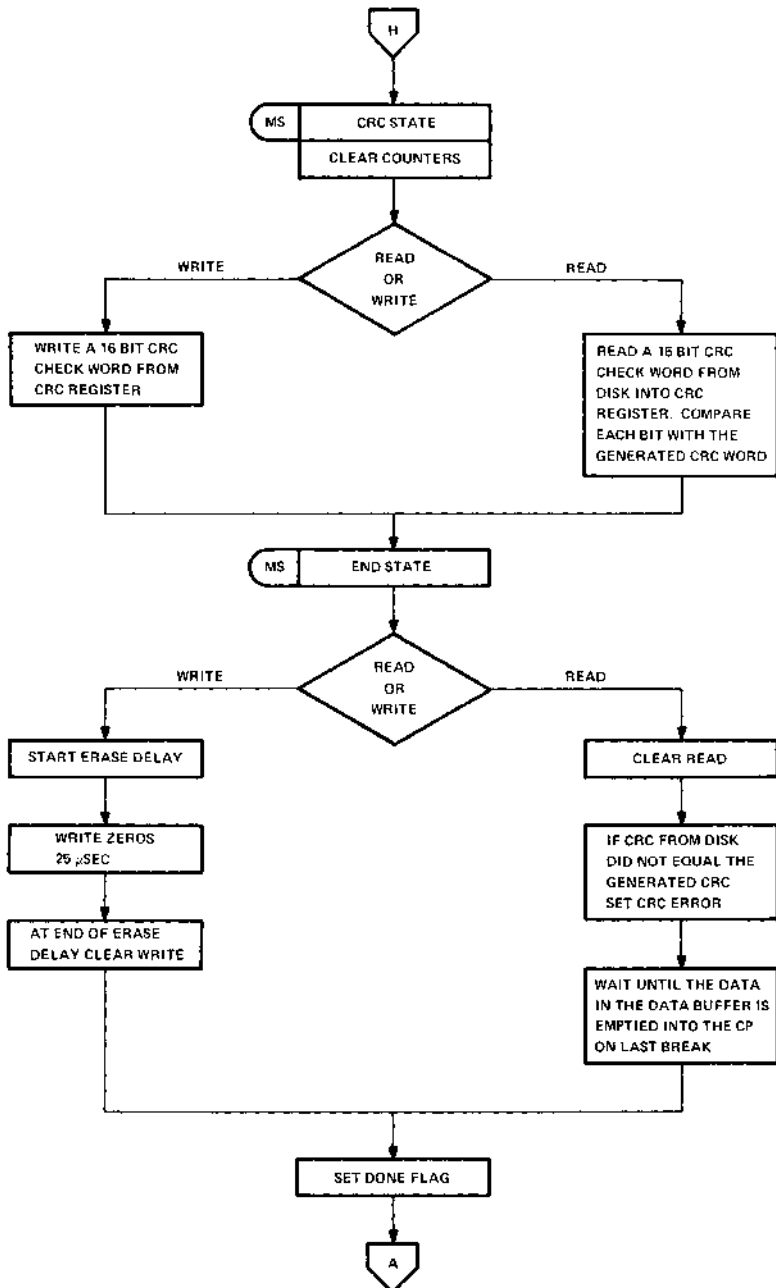 H
MS
CRC STATE
CLEAR COUNTERS
READ
OR
WRITE
WRITE
READ
WRITE A 16 BIT CRC
CHECK WORD FROM
CRC REGISTER
READ A 16 BIT CRC
CHECK WORD FROM
DISK INTO CRC
REGISTER. COMPARE
EACH BIT WITH THE
GENERATED CRC WORD
MS
END STATE
READ
OR
WRITE
WRITE
READ
START ERASE DELAY
CLEAR READ
WRITE ZEROS
25 μSEC
IF CRC FROM DISK
DID NOT EQUAL THE
GENERATED CRC
SET CRC ERROR
AT END OF ERASE
DELAY CLEAR WRITE
WAIT UNTIL THE DATA
IN THE DATA BUFFER IS
EMPTIED INTO THE CP
ON LAST BREAK
SET DONE FLAG
A